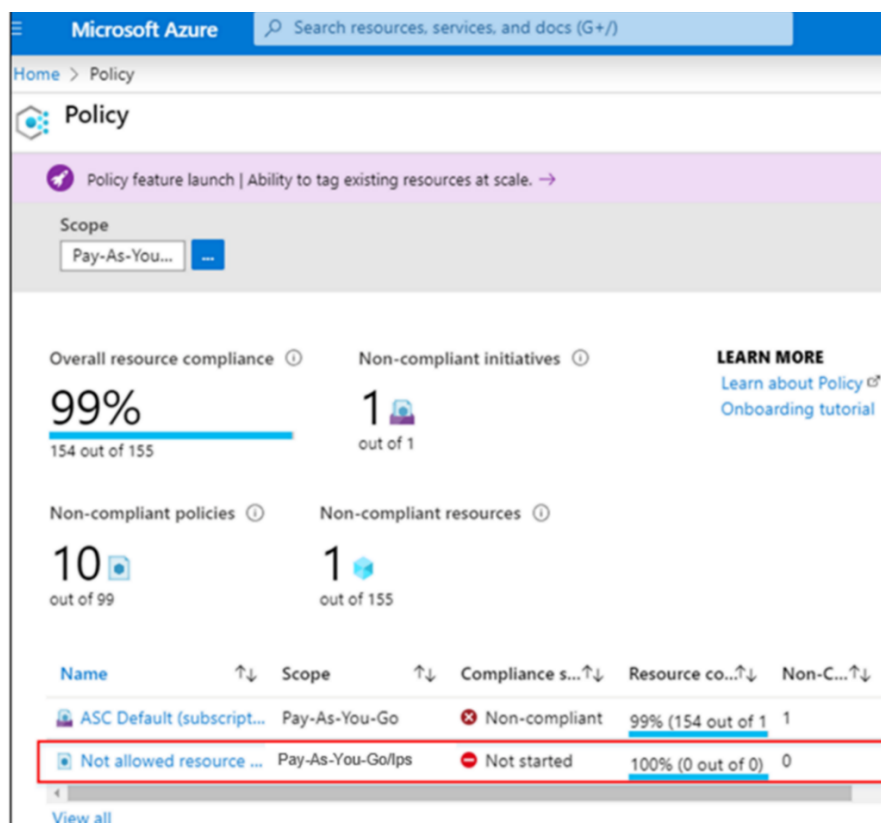 Microsoft Azure
Search resources, services, and docs (G+/)
Home > Policy
Policy
Policy feature launch | Ability to tag existing resources at scale. →
Scope
Pay-As-You... ...
Overall resource compliance
Non-compliant initiatives
LEARN MORE
99%
1
Learn about Policy
154 out of 155
out of 1
Onboarding tutorial
Non-compliant policies
Non-compliant resources
10
1
out of 99
out of 155
Name ↑↓ Scope ↑↓ Compliance s...↑↓ Resource co...↑↓ Non-C...↑↓
ASC Default (subscript... Pay-As-You-Go Non-compliant 99% (154 out of 1 1
Not allowed resource ... Pay-As-You-Go/lps Not started 100% (0 out of 0) 0
View all